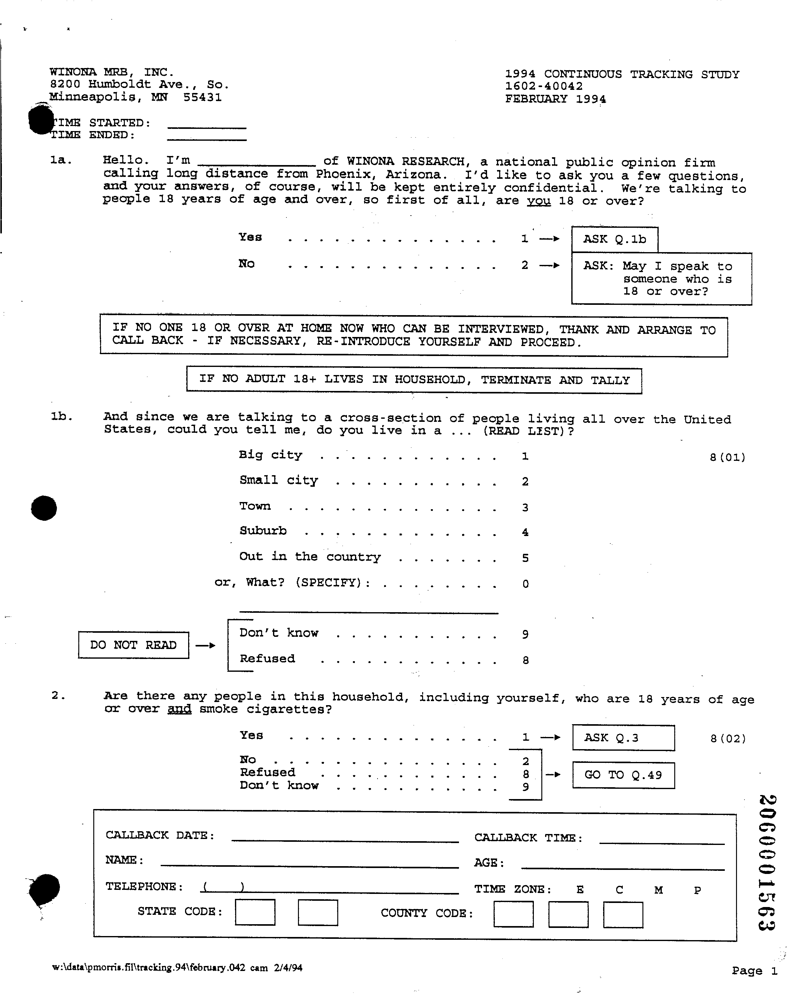 WINONA MRB, INC.
8200 Humboldt Ave., So.
Minneapolis, MN 55431
1994 CONTINUOUS TRACKING STUDY
1602-40042
FEBRUARY 1994
TIME STARTED: ________
TIME ENDED: ________
1a. Hello. I'm ______________ of WINONA RESEARCH, a national public opinion firm
calling long distance from Phoenix, Arizona. I'd like to ask you a few questions,
and your answers, of course, will be kept entirely confidential. We're talking to
people 18 years of age and over, so first of all, are you 18 or over?
Yes . . . . . . . . . . . . . . 1 → ASK Q.1b
No . . . . . . . . . . . . . . 2 → ASK: May I speak to
someone who is
18 or over?
IF NO ONE 18 OR OVER AT HOME NOW WHO CAN BE INTERVIEWED, THANK AND ARRANGE TO
CALL BACK - IF NECESSARY, RE-INTRODUCE YOURSELF AND PROCEED.
IF NO ADULT 18+ LIVES IN HOUSEHOLD, TERMINATE AND TALLY
1b. And since we are talking to a cross-section of people living all over the United
States, could you tell me, do you live in a ... (READ LIST)?
Big city . . . . . . . . . . . . 1 8(01)
Small city . . . . . . . . . . . 2
Town . . . . . . . . . . . . . . 3
Suburb . . . . . . . . . . . . . 4
Out in the country . . . . . . . 5
or, What? (SPECIFY): . . . . . . . . 0
DO NOT READ →
Don't know . . . . . . . . . . . 9
Refused . . . . . . . . . . . . 8
2. Are there any people in this household, including yourself, who are 18 years of age
or over and smoke cigarettes?
Yes . . . . . . . . . . . . . . 1 → ASK Q.3 8(02)
No . . . . . . . . . . . . . . . 2
Refused . . . . . . . . . . . . 8 → GO TO Q.49
Don't know . . . . . . . . . . . 9
CALLBACK DATE: ______________ CALLBACK TIME: ______________
NAME: ______________ AGE: ______________
TELEPHONE: ( ) ______________ TIME ZONE: E C M P
STATE CODE: COUNTY CODE:
2060001563
w:\data\pmorris.fil\tracking.94\february.042 cam 2/4/94
Page 1